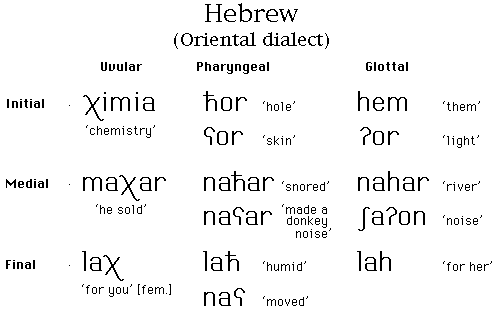 Hebrew
(Oriental dialect)
Uvular Pharyngeal Glottal
Initial χimia ħor ‘hole’ hem ‘them’
‘chemistry’ ʕor ‘skin’ ʔor ‘light’
Medial maχar naħar ‘snored’ nahar ‘river’
‘he sold’ naʕar ‘made a donkey noise’ ʃaʔon ‘noise’
Final laχ laħ ‘humid’ lah ‘for her’
‘for you’ [fem.] naʕ ‘moved’